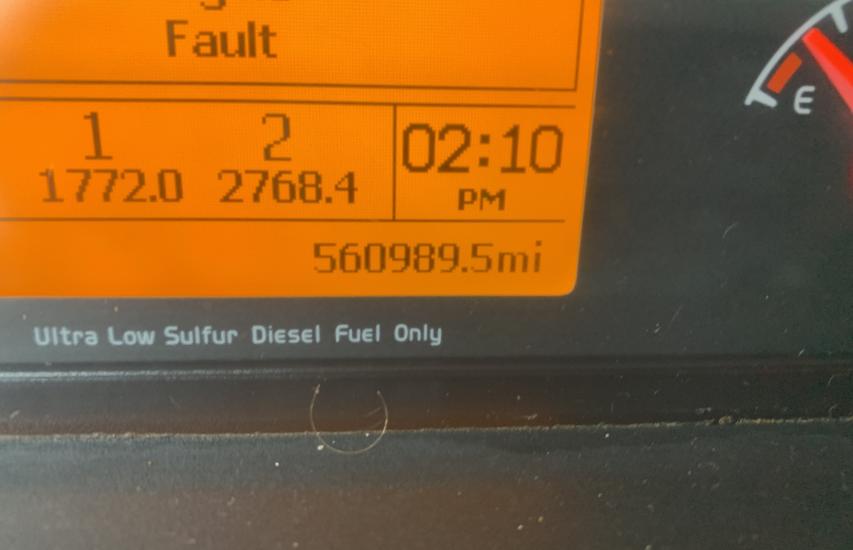 Fault
1 2 02:10
1772.0 2768.4 PM
560989.5mi
E
Ultra Low Sulfur Diesel Fuel Only